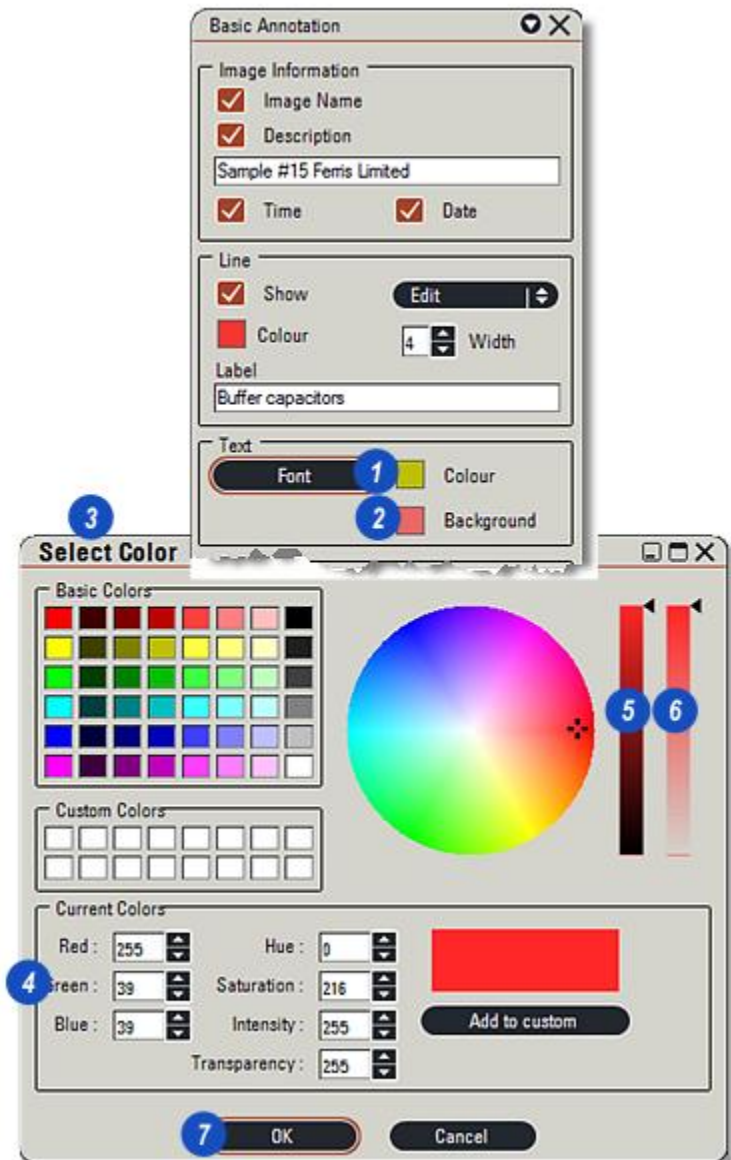 Basic Annotation
Image Information
Image Name
Description
Sample #15 Ferris Limited
Time Date
Line
Show Edit
Colour 4 Width
Label
Buffer capacitors
Text
Font 1 Colour
2 Background
3
Select Color
Basic Colors
5 6
Custom Colors
Current Colors
Red : 255 Hue : 0
4 Green : 39 Saturation : 216
Blue : 39 Intensity : 255 Add to custom
Transparency : 255
7 OK Cancel